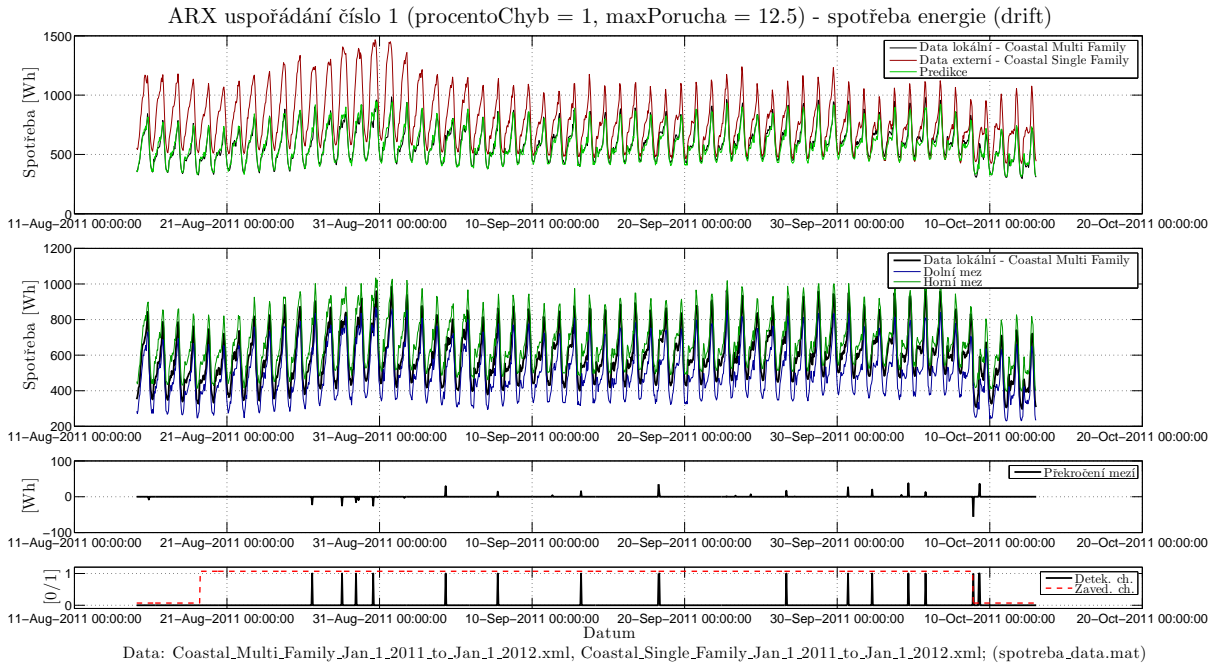 ARX uspořádání číslo 1 (procentoChyb = 1, maxPorucha = 12.5) - spotřeba energie (drift)
Spotřeba [Wh]
1500
1000
500
0
Data lokální - Coastal Multi Family
Data externí - Coastal Single Family
Predikce
11−Aug−2011 00:00:00 21−Aug−2011 00:00:00 31−Aug−2011 00:00:00 10−Sep−2011 00:00:00 20−Sep−2011 00:00:00 30−Sep−2011 00:00:00 10−Oct−2011 00:00:00 20−Oct−2011 00:00:00
Spotřeba [Wh]
1200
1000
800
600
400
200
Data lokální - Coastal Multi Family
Dolní mez
Horní mez
11−Aug−2011 00:00:00 21−Aug−2011 00:00:00 31−Aug−2011 00:00:00 10−Sep−2011 00:00:00 20−Sep−2011 00:00:00 30−Sep−2011 00:00:00 10−Oct−2011 00:00:00 20−Oct−2011 00:00:00
[Wh]
100
0
−100
Překročení mezí
11−Aug−2011 00:00:00 21−Aug−2011 00:00:00 31−Aug−2011 00:00:00 10−Sep−2011 00:00:00 20−Sep−2011 00:00:00 30−Sep−2011 00:00:00 10−Oct−2011 00:00:00 20−Oct−2011 00:00:00
[0/1]
1
0
Detek. ch.
Zaved. ch.
11−Aug−2011 00:00:00 21−Aug−2011 00:00:00 31−Aug−2011 00:00:00 10−Sep−2011 00:00:00 20−Sep−2011 00:00:00 30−Sep−2011 00:00:00 10−Oct−2011 00:00:00 20−Oct−2011 00:00:00
Datum
Data: Coastal_Multi_Family_Jan_1_2011_to_Jan_1_2012.xml, Coastal_Single_Family_Jan_1_2011_to_Jan_1_2012.xml; (spotreba_data.mat)